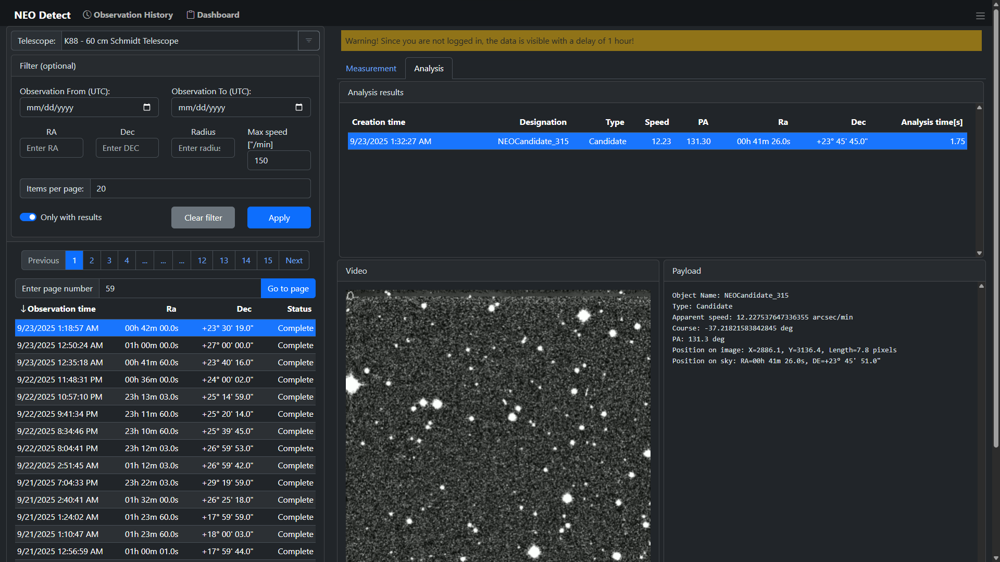 NEO Detect Observation History Dashboard
Telescope: K88 - 60 cm Schmidt Telescope
Filter (optional)
Observation From (UTC): Observation To (UTC):
mm/dd/yyyy mm/dd/yyyy
RA Dec Radius Max speed ["/min]
Enter RA Enter DEC Enter radius 150
Items per page: 20
Only with results Clear filter Apply
Previous 1 2 3 4 ... ... ... 12 13 14 15 Next
Enter page number 59 Go to page
↓Observation time Ra Dec Status
9/23/2025 1:18:57 AM 00h 42m 00.0s +23° 30' 19.0" Complete
9/23/2025 12:50:24 AM 01h 00m 00.0s +27° 00' 00.0" Complete
9/23/2025 12:35:18 AM 00h 41m 60.0s +23° 40' 16.0" Complete
9/22/2025 11:48:31 PM 00h 36m 00.0s +24° 00' 02.0" Complete
9/22/2025 10:57:10 PM 23h 13m 03.0s +25° 14' 59.0" Complete
9/22/2025 9:41:34 PM 23h 11m 60.0s +25° 20' 14.0" Complete
9/22/2025 8:34:46 PM 23h 10m 60.0s +25° 39' 45.0" Complete
9/22/2025 8:04:41 PM 23h 12m 03.0s +26° 59' 53.0" Complete
9/22/2025 2:51:45 AM 01h 12m 03.0s +26° 59' 42.0" Complete
9/21/2025 7:04:33 PM 23h 22m 03.0s +29° 19' 59.0" Complete
9/21/2025 2:40:41 AM 01h 32m 00.0s +26° 25' 18.0" Complete
9/21/2025 1:24:02 AM 01h 23m 60.0s +17° 59' 59.0" Complete
9/21/2025 1:10:47 AM 01h 23m 60.0s +18° 00' 03.0" Complete
9/21/2025 12:56:59 AM 01h 00m 01.0s +17° 59' 44.0" Complete
Warning! Since you are not logged in, the data is visible with a delay of 1 hour!
Measurement Analysis
Analysis results
Creation time Designation Type Speed PA Ra Dec Analysis time[s]
9/23/2025 1:32:27 AM NEOCandidate_315 Candidate 12.23 131.30 00h 41m 26.0s +23° 45' 45.0" 1.75
Video
Payload
Object Name: NEOCandidate_315
Type: Candidate
Apparent speed: 12.227537647336355 arcsec/min
Course: -37.21821583842845 deg
PA: 131.3 deg
Position on image: X=2886.1, Y=3136.4, Length=7.8 pixels
Position on sky: RA=00h 41m 26.0s, DE=+23° 45' 51.0"